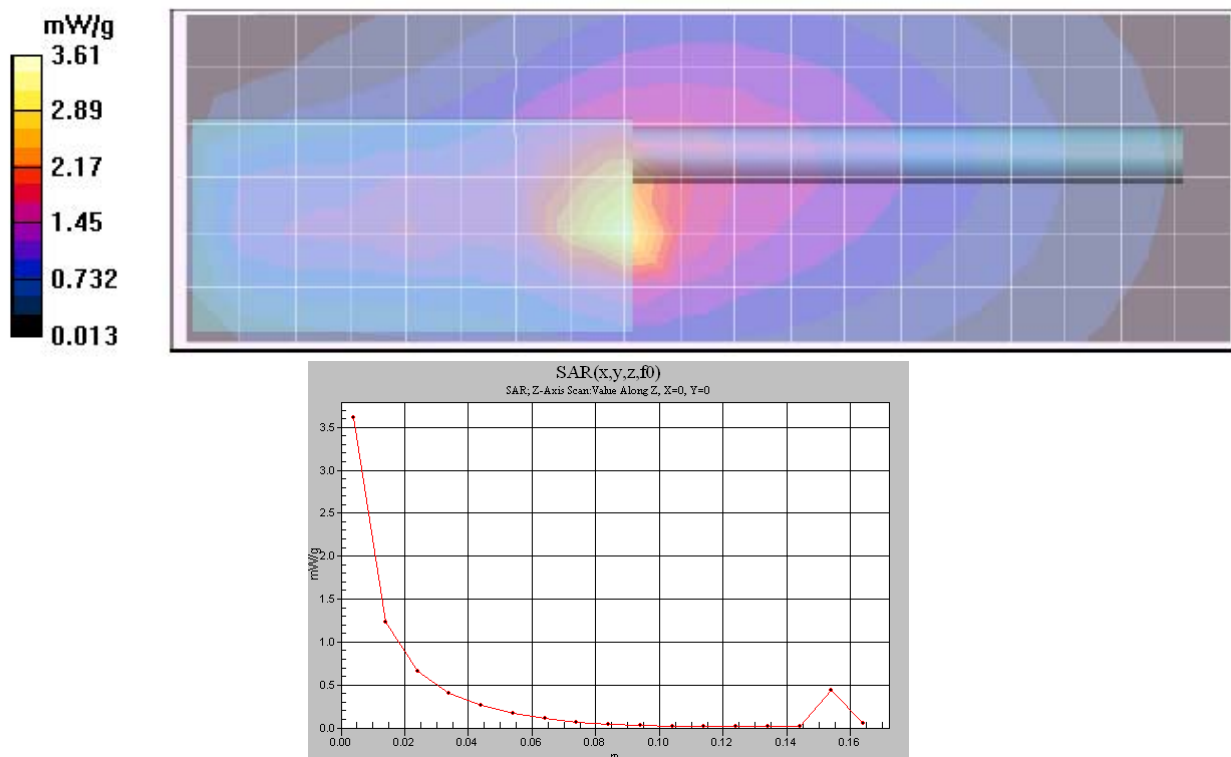 mW/g
3.61
2.89
2.17
1.45
0.732
0.013
SAR(x,y,z,f0)
SAR; Z-Axis Scan:Value Along Z, X=0, Y=0
mW/g
3.5
3.0
2.5
2.0
1.5
1.0
0.5
0.0
0.00 0.02 0.04 0.06 0.08 0.10 0.12 0.14 0.16
m